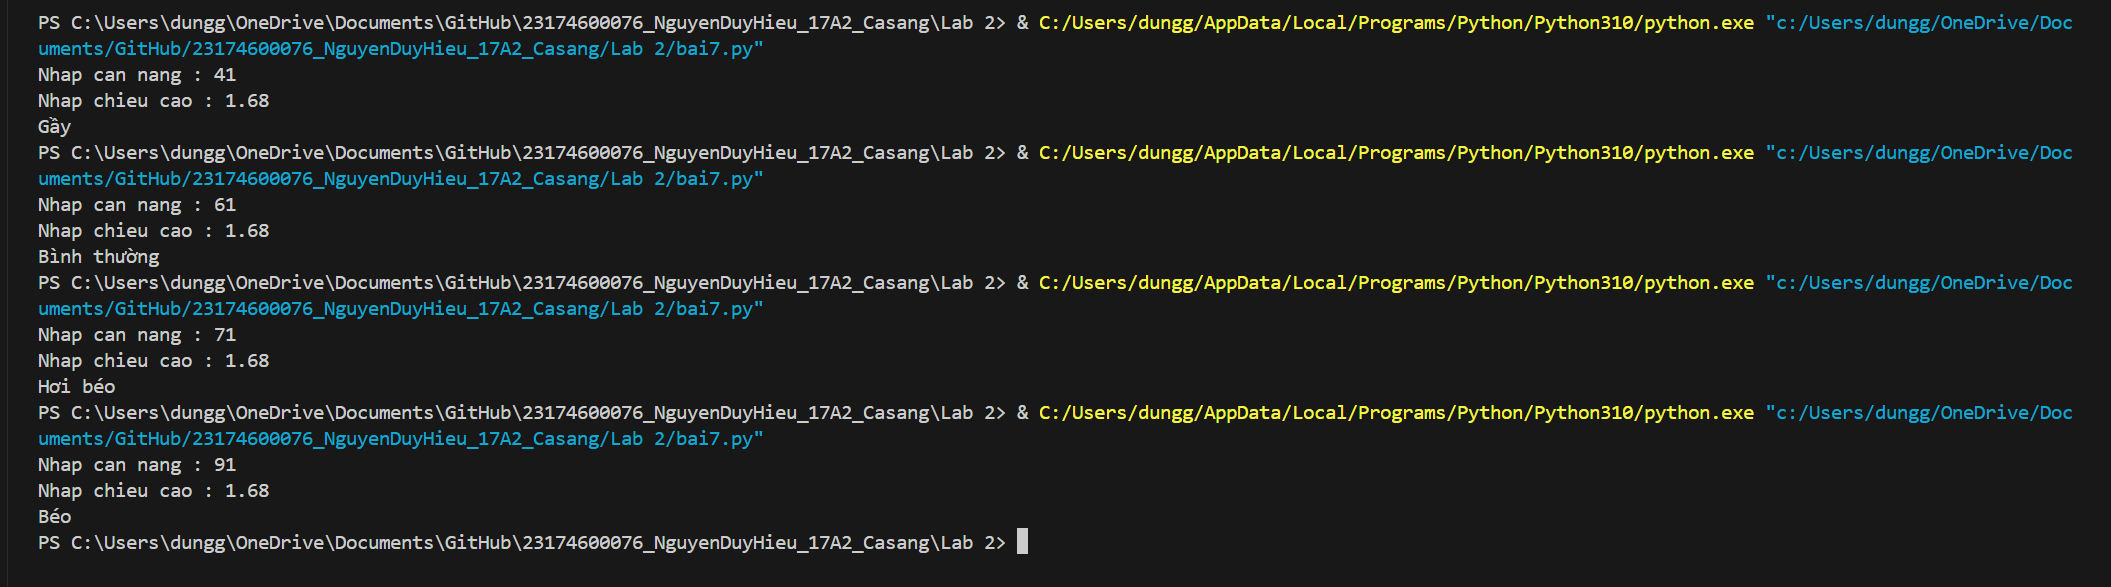 PS C:\Users\dungg\OneDrive\Documents\GitHub\23174600076_NguyenDuyHieu_17A2_Casang\Lab 2> & C:/Users/dungg/AppData/Local/Programs/Python/Python310/python.exe "c:/Users/dungg/OneDrive/Doc
uments/GitHub/23174600076_NguyenDuyHieu_17A2_Casang/Lab 2/bai7.py"
Nhap can nang : 41
Nhap chieu cao : 1.68
Gầy
PS C:\Users\dungg\OneDrive\Documents\GitHub\23174600076_NguyenDuyHieu_17A2_Casang\Lab 2> & C:/Users/dungg/AppData/Local/Programs/Python/Python310/python.exe "c:/Users/dungg/OneDrive/Doc
uments/GitHub/23174600076_NguyenDuyHieu_17A2_Casang/Lab 2/bai7.py"
Nhap can nang : 61
Nhap chieu cao : 1.68
Bình thường
PS C:\Users\dungg\OneDrive\Documents\GitHub\23174600076_NguyenDuyHieu_17A2_Casang\Lab 2> & C:/Users/dungg/AppData/Local/Programs/Python/Python310/python.exe "c:/Users/dungg/OneDrive/Doc
uments/GitHub/23174600076_NguyenDuyHieu_17A2_Casang/Lab 2/bai7.py"
Nhap can nang : 71
Nhap chieu cao : 1.68
Hơi béo
PS C:\Users\dungg\OneDrive\Documents\GitHub\23174600076_NguyenDuyHieu_17A2_Casang\Lab 2> & C:/Users/dungg/AppData/Local/Programs/Python/Python310/python.exe "c:/Users/dungg/OneDrive/Doc
uments/GitHub/23174600076_NguyenDuyHieu_17A2_Casang/Lab 2/bai7.py"
Nhap can nang : 91
Nhap chieu cao : 1.68
Béo
PS C:\Users\dungg\OneDrive\Documents\GitHub\23174600076_NguyenDuyHieu_17A2_Casang\Lab 2>